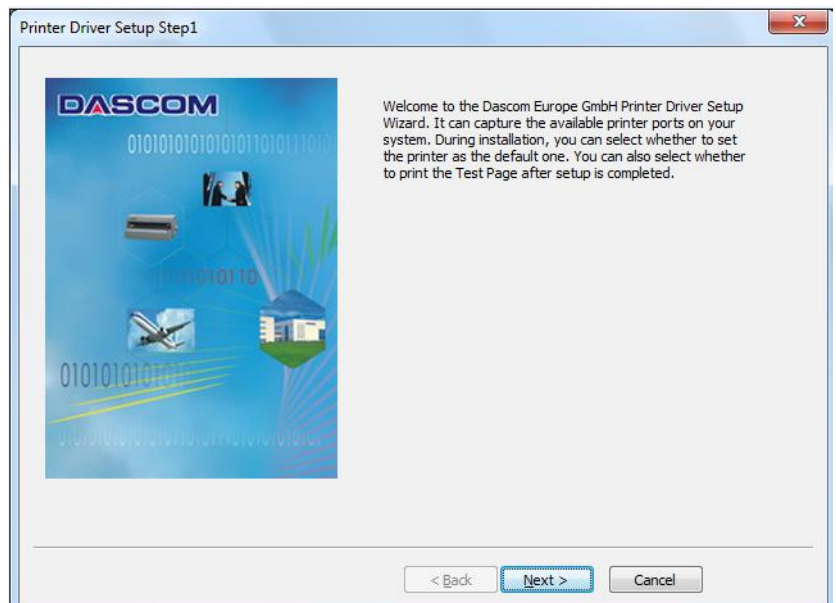 Printer Driver Setup Step1
DASCOM
Welcome to the Dascom Europe GmbH Printer Driver Setup
Wizard. It can capture the available printer ports on your
system. During installation, you can select whether to set
the printer as the default one. You can also select whether
to print the Test Page after setup is completed.
< Back
Next >
Cancel